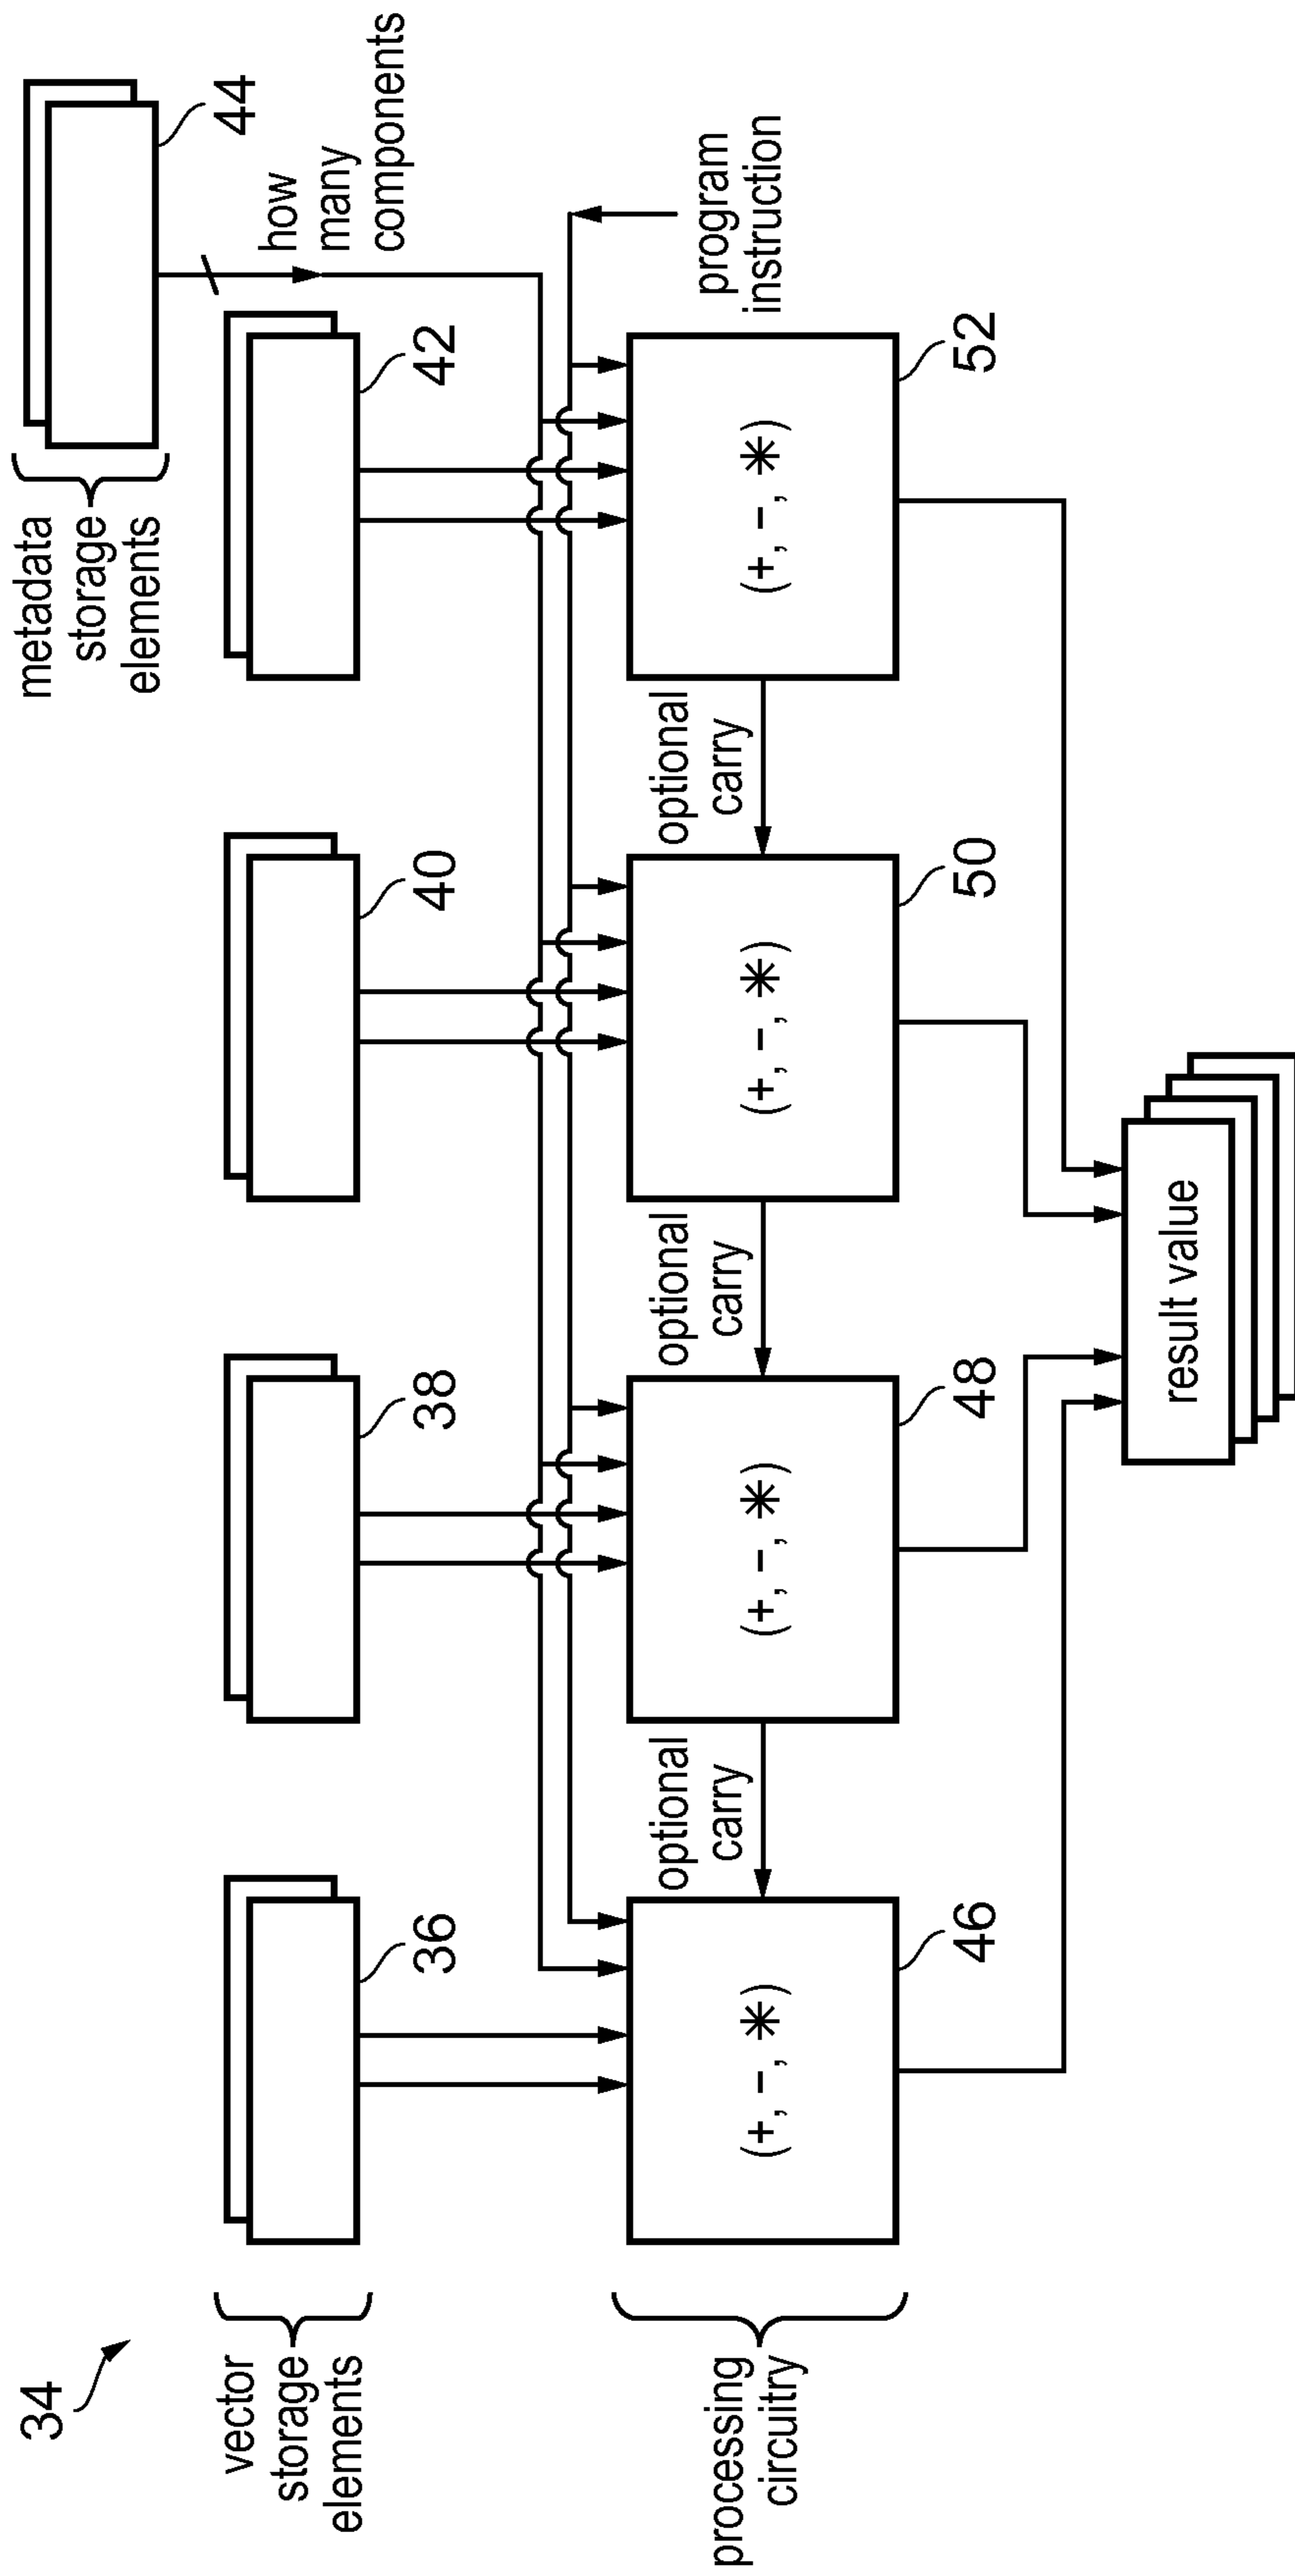 34
metadata
storage
elements
44
vector
storage
elements
36
38
40
42
how
many
components
program
instruction
processing
circuitry
(+, -, *)
optional
carry
(+, -, *)
optional
carry
(+, -, *)
optional
carry
(+, -, *)
46
48
50
52
result value